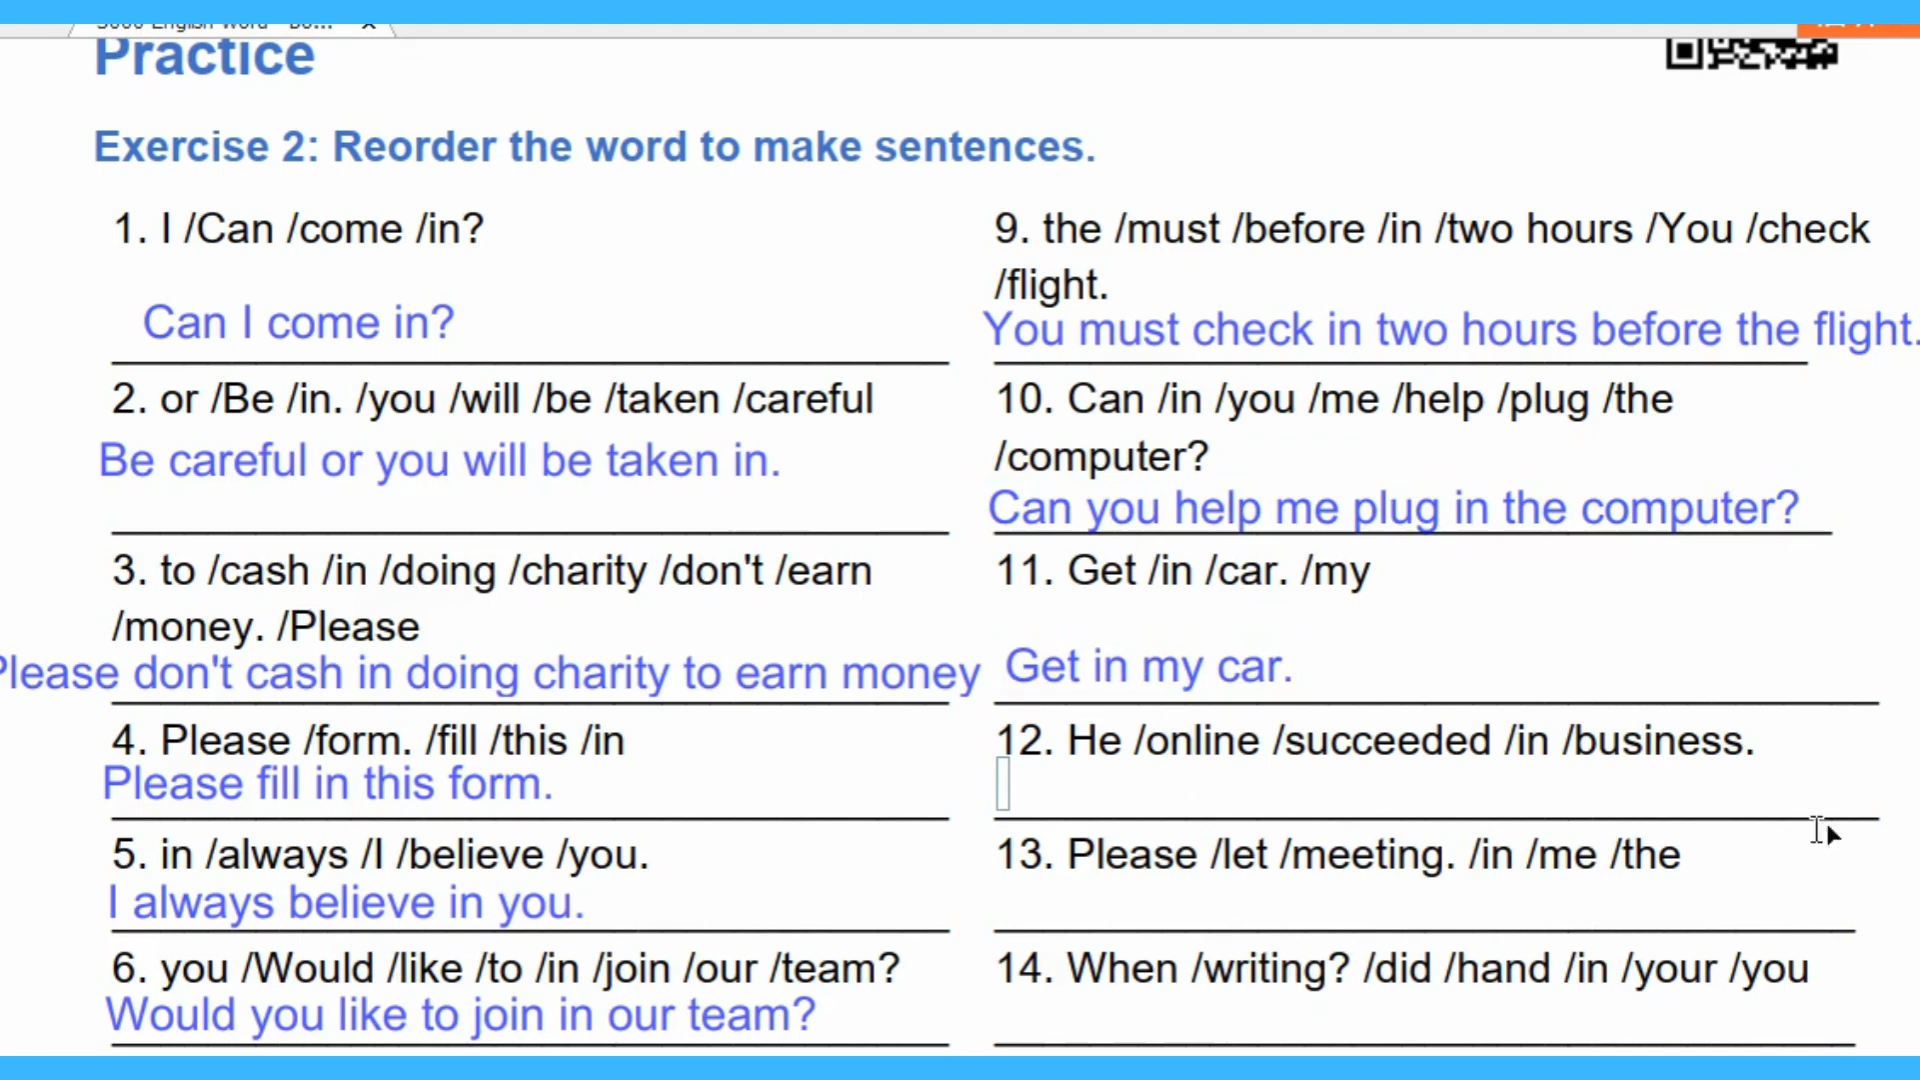 Practice
Exercise 2: Reorder the word to make sentences.
1. I /Can /come /in?
Can I come in?
2. or /Be /in. /you /will /be /taken /careful
Be careful or you will be taken in.
3. to /cash /in /doing /charity /don't /earn
/money. /Please
Please don't cash in doing charity to earn money
4. Please /form. /fill /this /in
Please fill in this form.
5. in /always /I /believe /you.
I always believe in you.
6. you /Would /like /to /in /join /our /team?
Would you like to join in our team?
9. the /must /before /in /two hours /You /check
/flight.
You must check in two hours before the flight.
10. Can /in /you /me /help /plug /the
/computer?
Can you help me plug in the computer?
11. Get /in /car. /my
Get in my car.
12. He /online /succeeded /in /business.
13. Please /let /meeting. /in /me /the
14. When /writing? /did /hand /in /your /you